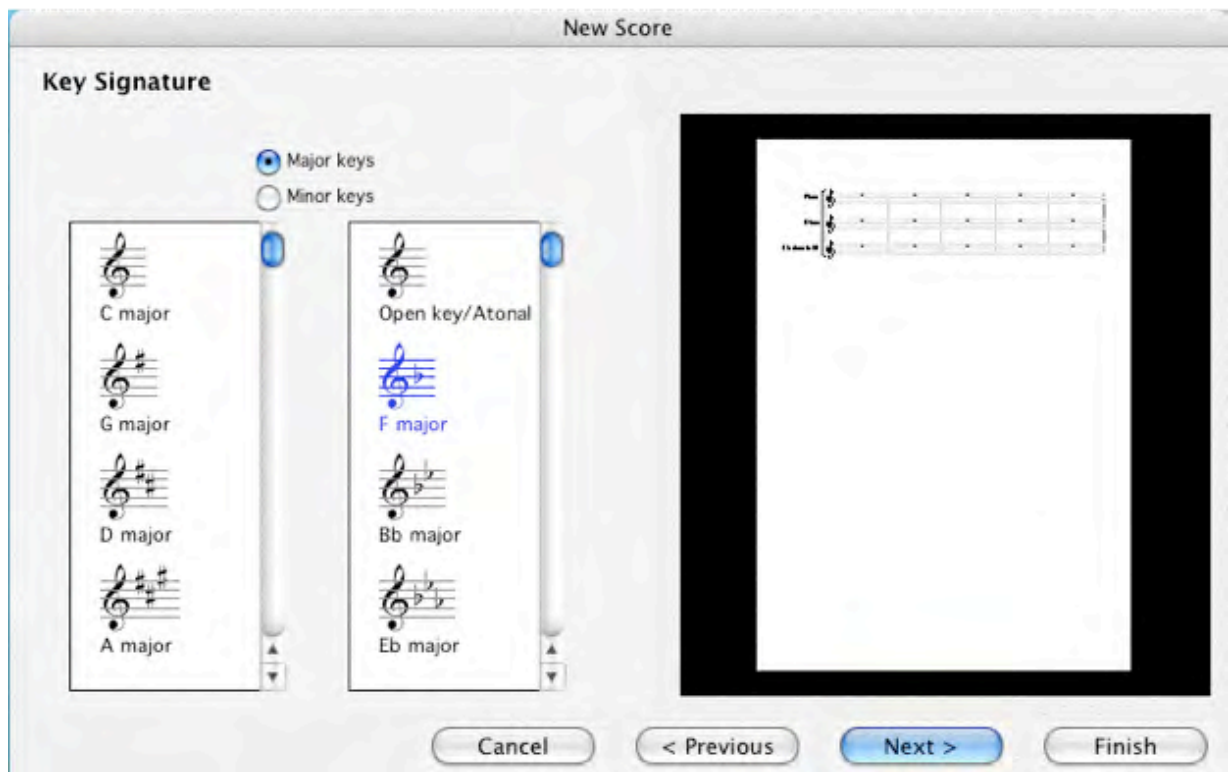 New Score
Key Signature
Major keys
Minor keys
C major
G major
D major
A major
Open key/Atonal
F major
Bb major
Eb major
Cancel
< Previous
Next >
Finish